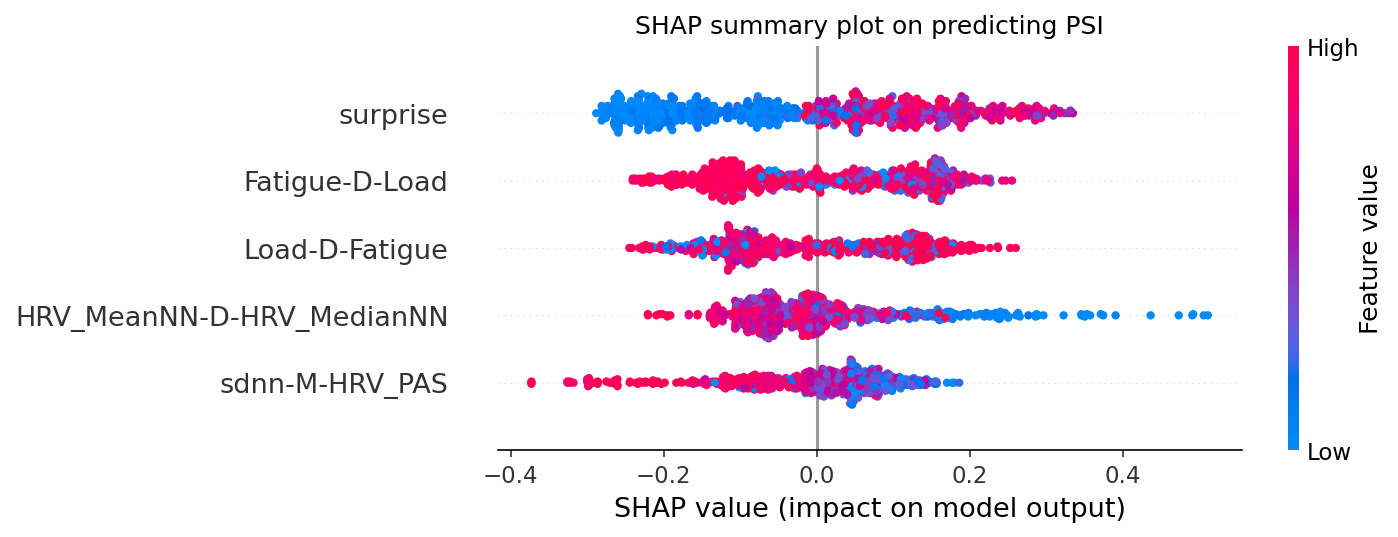 SHAP summary plot on predicting PSI
High
surprise
Fatigue-D-Load
Load-D-Fatigue
HRV_MeanNN-D-HRV_MedianNN
sdnn-M-HRV_PAS
Feature value
Low
−0.4 −0.2 0.0 0.2 0.4
SHAP value (impact on model output)